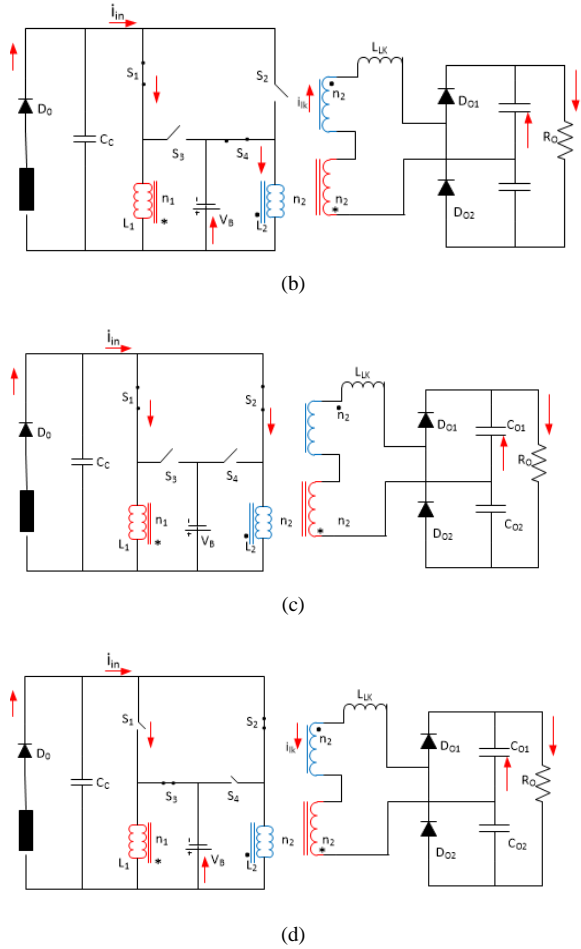 i_in
S_1
S_2
L_LK
i_lk
n_2
D_0
C_C
D_O1
R_O
S_3
S_4
n_1
n_2
n_2
L_1 *
V_B
L_2
D_O2
(b)
i_in
S_1
S_2
L_LK
n_2
D_0
C_C
D_O1
C_O1
R_O
S_3
S_4
n_1
n_2
n_2
L_1 *
V_B
L_2
*
D_O2
C_O2
(c)
i_in
S_1
S_2
L_LK
i_lk
n_2
D_0
C_C
D_O1
C_O1
R_O
S_3
S_4
n_1
n_2
n_2
L_1 *
V_B
L_2
*
D_O2
C_O2
(d)